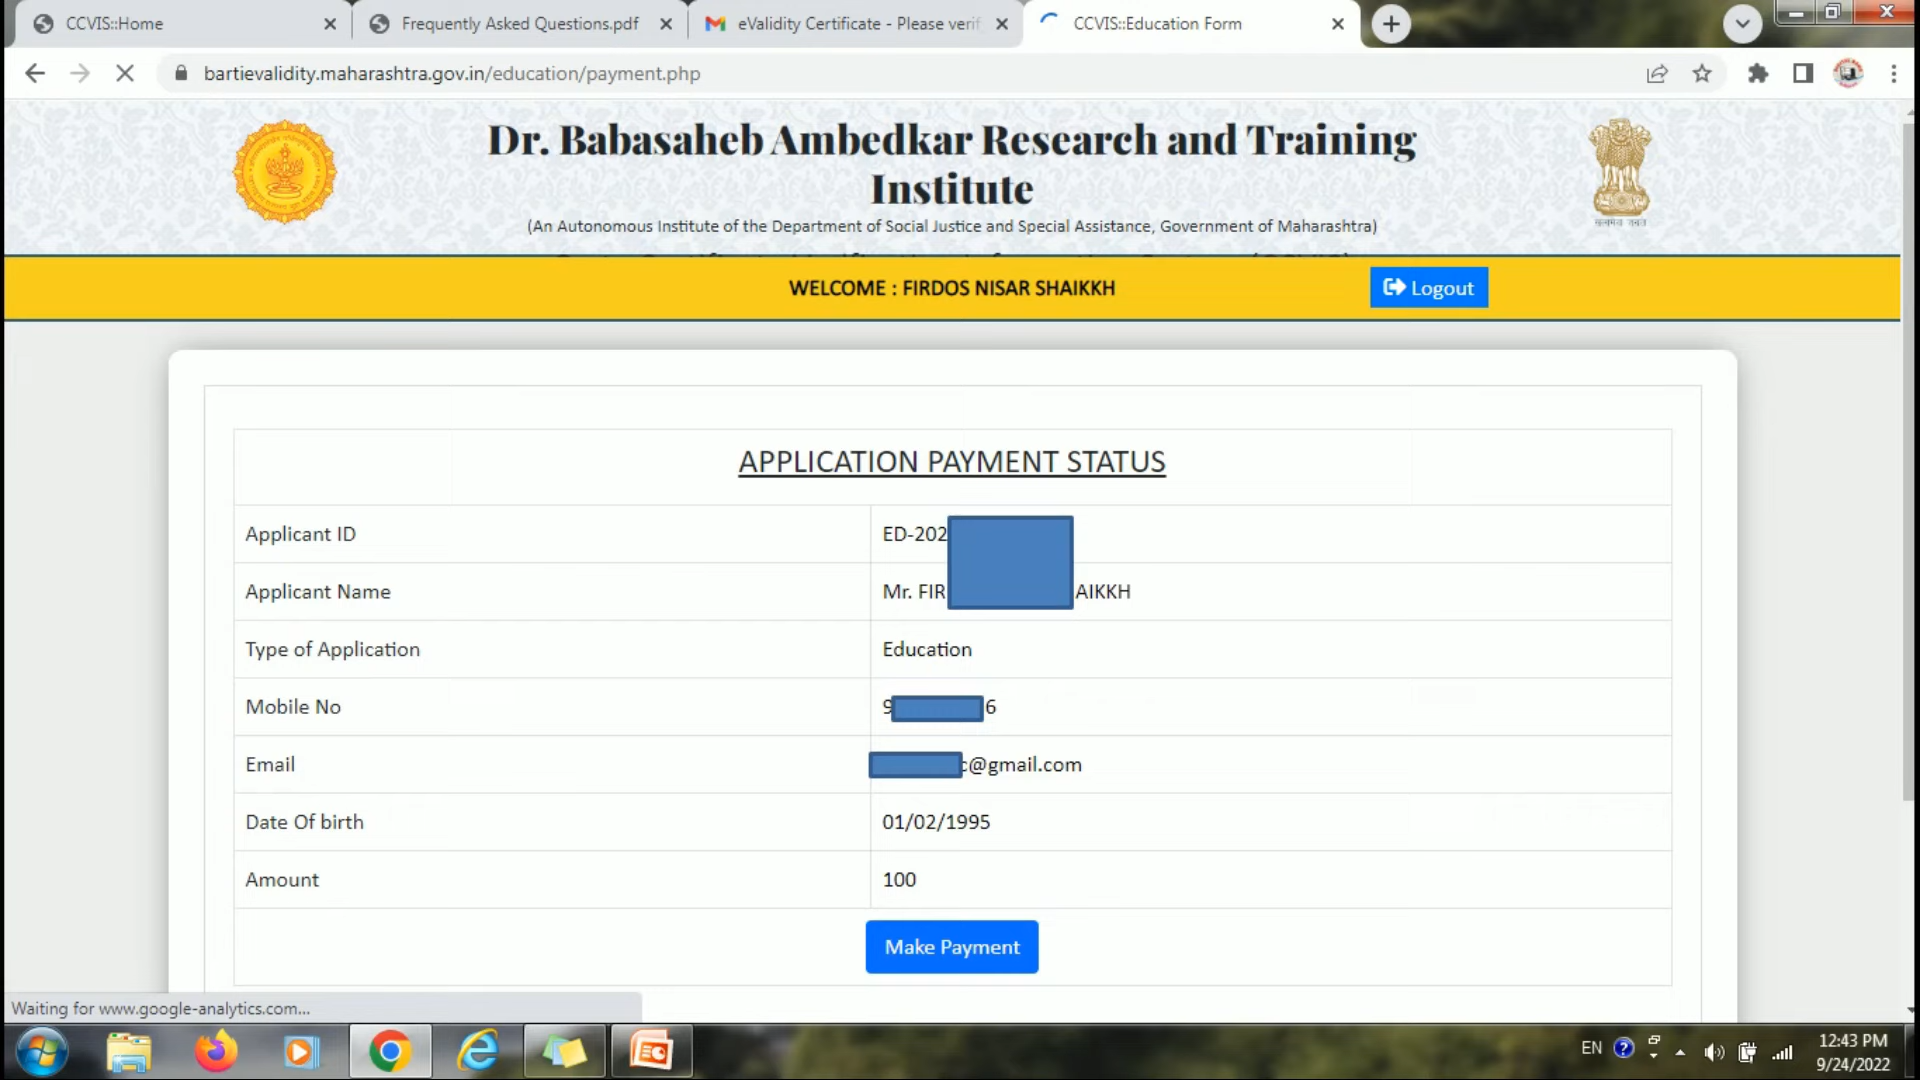 CCVIS::Home
Frequently Asked Questions.pdf
eValidity Certificate - Please verif
CCVIS::Education Form
bartievalidity.maharashtra.gov.in/education/payment.php
Dr. Babasaheb Ambedkar Research and Training
Institute
(An Autonomous Institute of the Department of Social Justice and Special Assistance, Government of Maharashtra)
WELCOME : FIRDOS NISAR SHAIKKH
Logout
APPLICATION PAYMENT STATUS
Applicant ID ED-202
Applicant Name Mr. FIR AIKKH
Type of Application Education
Mobile No 9 6
Email c@gmail.com
Date Of birth 01/02/1995
Amount 100
Make Payment
Waiting for www.google-analytics.com...
EN
12:43 PM
9/24/2022